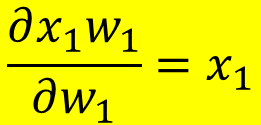 ∂x₁w₁/∂w₁ = x₁